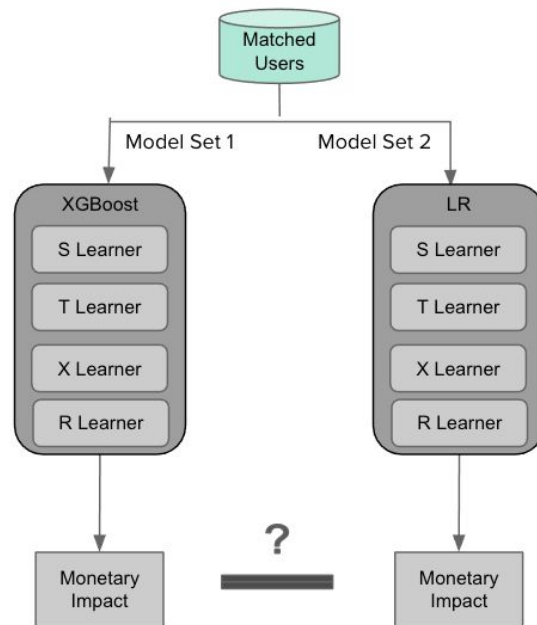 Matched
Users
Model Set 1
Model Set 2
XGBoost
S Learner
T Learner
X Learner
R Learner
LR
S Learner
T Learner
X Learner
R Learner
?
Monetary
Impact
Monetary
Impact